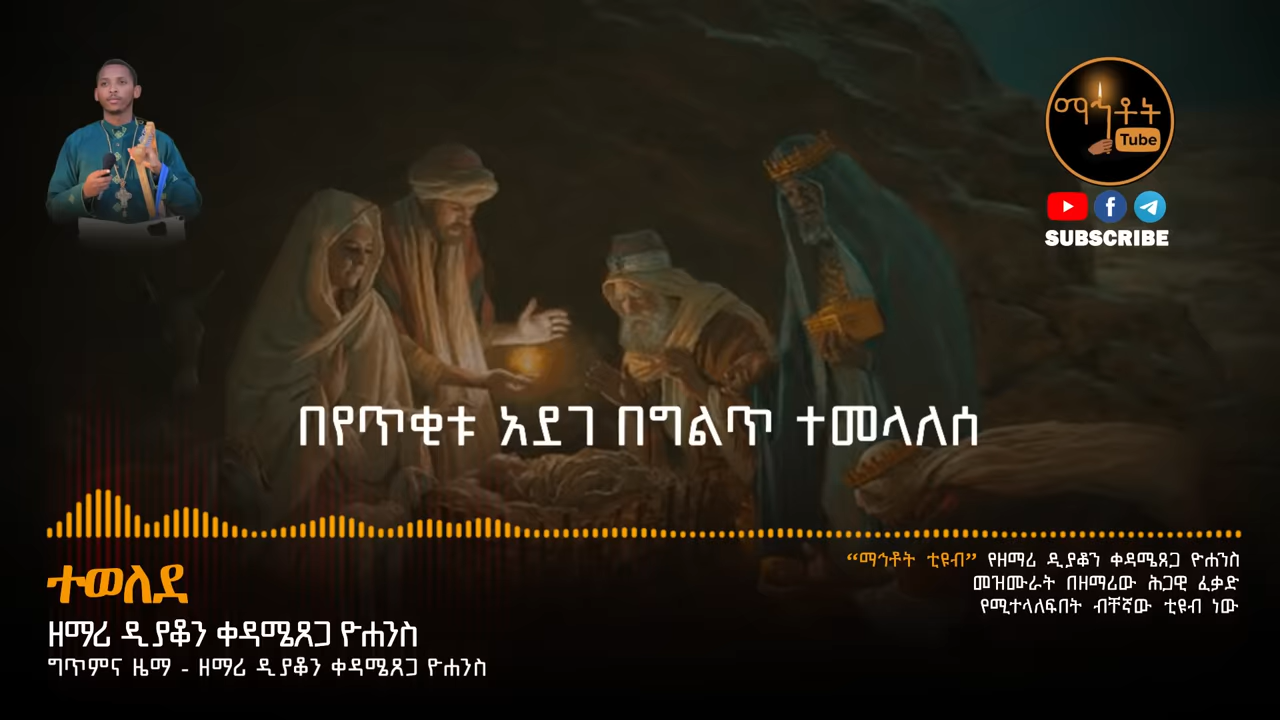 ማኅቶት
Tube
SUBSCRIBE
በየጥቂቱ አደገ በግልጥ ተመላለሰ
“ማኅቶት ቲዩብ” የዘማሪ ዲያቆን ቀዳሜጸጋ ዮሐንስ
መዝሙራት በዘማሪው ሕጋዊ ፈቃድ
የሚተላለፍበት ብቸኛው ቲዩብ ነው
ተወለደ
ዘማሪ ዲያቆን ቀዳሜጸጋ ዮሐንስ
ግጥምና ዜማ - ዘማሪ ዲያቆን ቀዳሜጸጋ ዮሐንስ